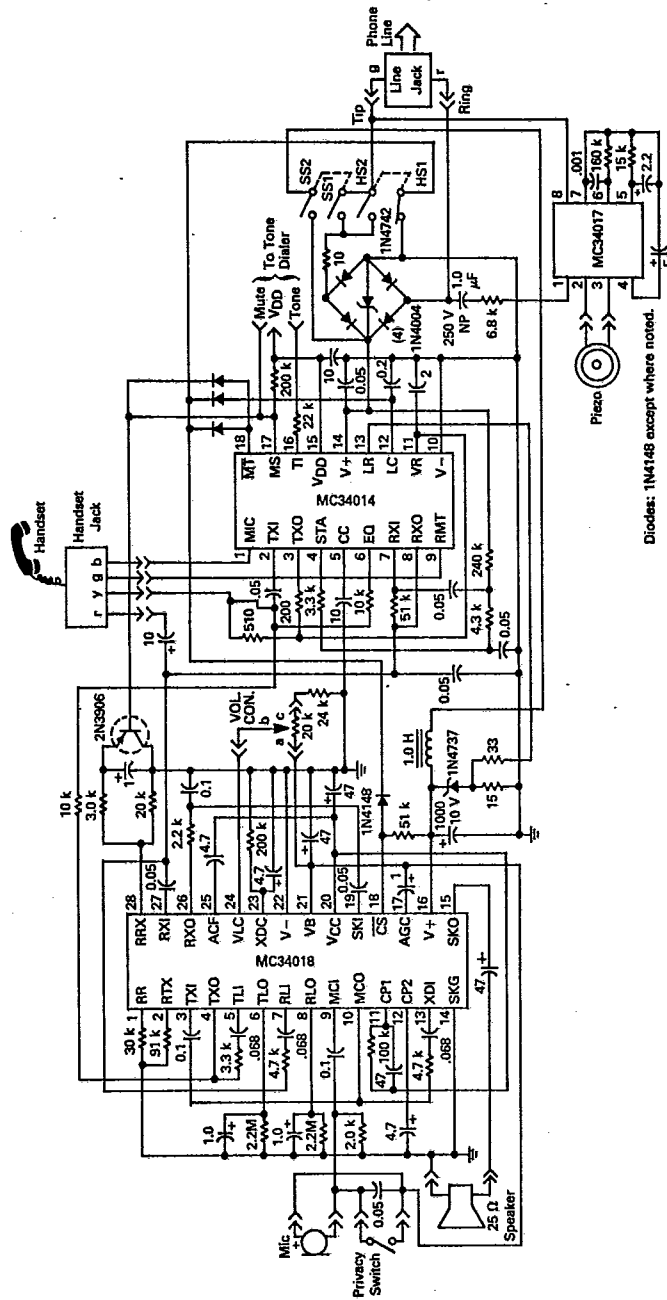 Phone
Line
g
Line
Jack
r
Tip
Ring
SS2
SS1
HS2
HS1
1N4742
10
1N4004
(4)
250 V
NP
1.0
µF
6.8 k
Mute
VDD
Tone
To Tone
Dialer
200 k
22 k
10
0.05
0.2
2
MC34017
1
2
3
4
5
6
7
8
.001
160 k
15 k
2.2
Piezo
Diodes: 1N4148 except where noted.
Handset
Handset
Jack
r
y
g
b
10
MC34014
MIC
TXI
TXO
STA
CC
EQ
RXI
RXO
RMT
1
2
3
4
5
6
7
8
9
MT
MS
TI
VDD
V+
LR
LC
VR
V–
18
17
16
15
14
13
12
11
10
.05
200
510
3.3 k
10
10 k
51 k
0.05
240 k
4.3 k
0.05
0.05
2N3906
10 k
3.0 k
20 k
1
0.05
2.2 k
0.1
4.7
VOL.
CON.
b
a
c
20 k
24 k
200 k
4.7
47
47
0.05
1N4148
51 k
1
1.0 H
1000
10 V
1N4737
15
33
47
MC34018
RR
RTX
TXI
TXO
TLI
TLO
RLI
RLO
MCI
MCO
CP1
CP2
XDI
SKG
1
2
3
4
5
6
7
8
9
10
11
12
13
14
RRX
RXI
RXO
ACF
VLC
XDC
V–
VB
VCC
SKI
CS
AGC
V+
SKO
28
27
26
25
24
23
22
21
20
19
18
17
16
15
30 k
91 k
0.1
3.3 k
.068
4.7 k
.068
0.1
47
100 k
4.7 k
.068
1.0
2.2M
1.0
2.2M
2.0 k
4.7
Mic
Privacy
Switch
0.05
25 Ω
Speaker